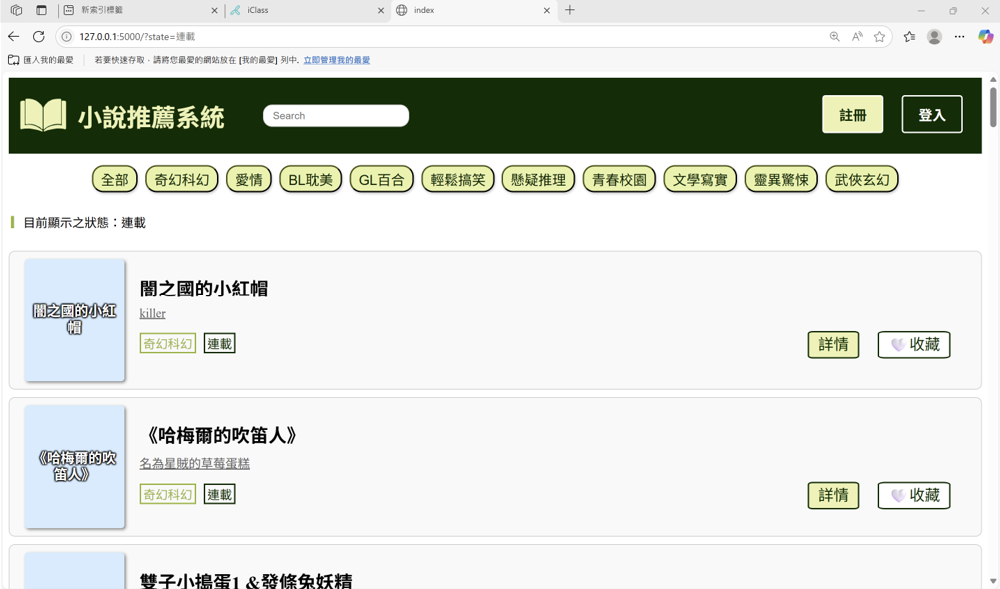 新索引標籤
iClass
index
127.0.0.1:5000/?state=連載
匯入我的最愛
若要快速存取，請將您最愛的網站放在 [我的最愛] 列中. 立即管理我的最愛
小說推薦系統
Search
註冊
登入
全部 奇幻科幻 愛情 BL耽美 GL百合 輕鬆搞笑 懸疑推理 青春校園 文學寫實 靈異驚悚 武俠玄幻
目前顯示之狀態：連載
闇之國的小紅
帽
闇之國的小紅帽
killer
奇幻科幻 連載
詳情
收藏
《哈梅爾的吹
笛人》
《哈梅爾的吹笛人》
名為星賊的草莓蛋糕
奇幻科幻 連載
詳情
收藏
雙子小搗蛋1 &發條兔妖精